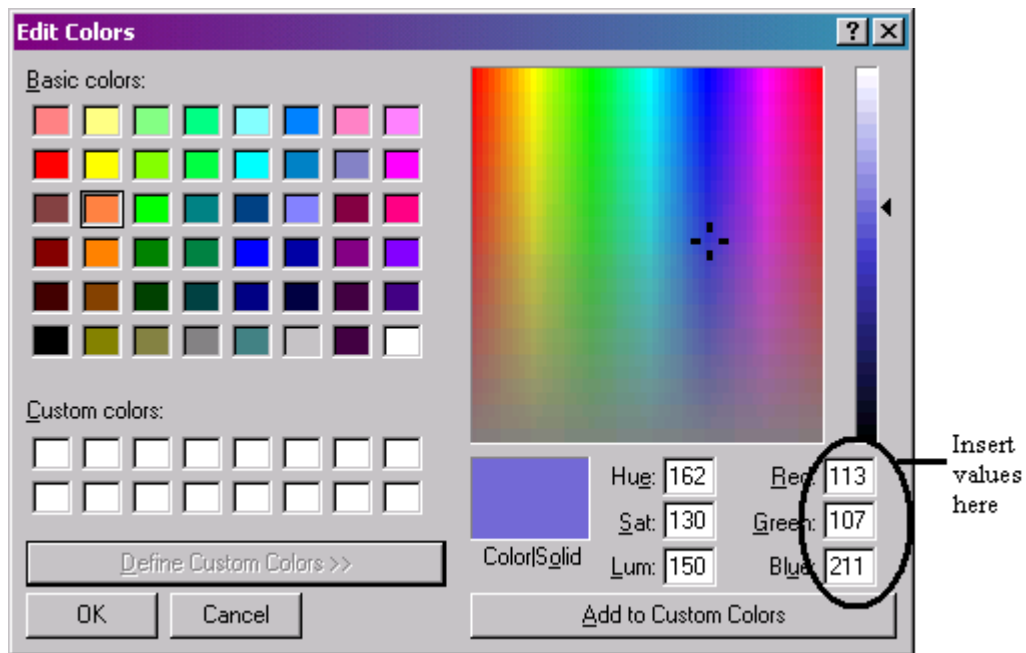 Edit Colors
Basic colors:
Custom colors:
Define Custom Colors >>
OK Cancel
Color|Solid
Hue: 162 Red: 113
Sat: 130 Green: 107
Lum: 150 Blue: 211
Add to Custom Colors
Insert
values
here